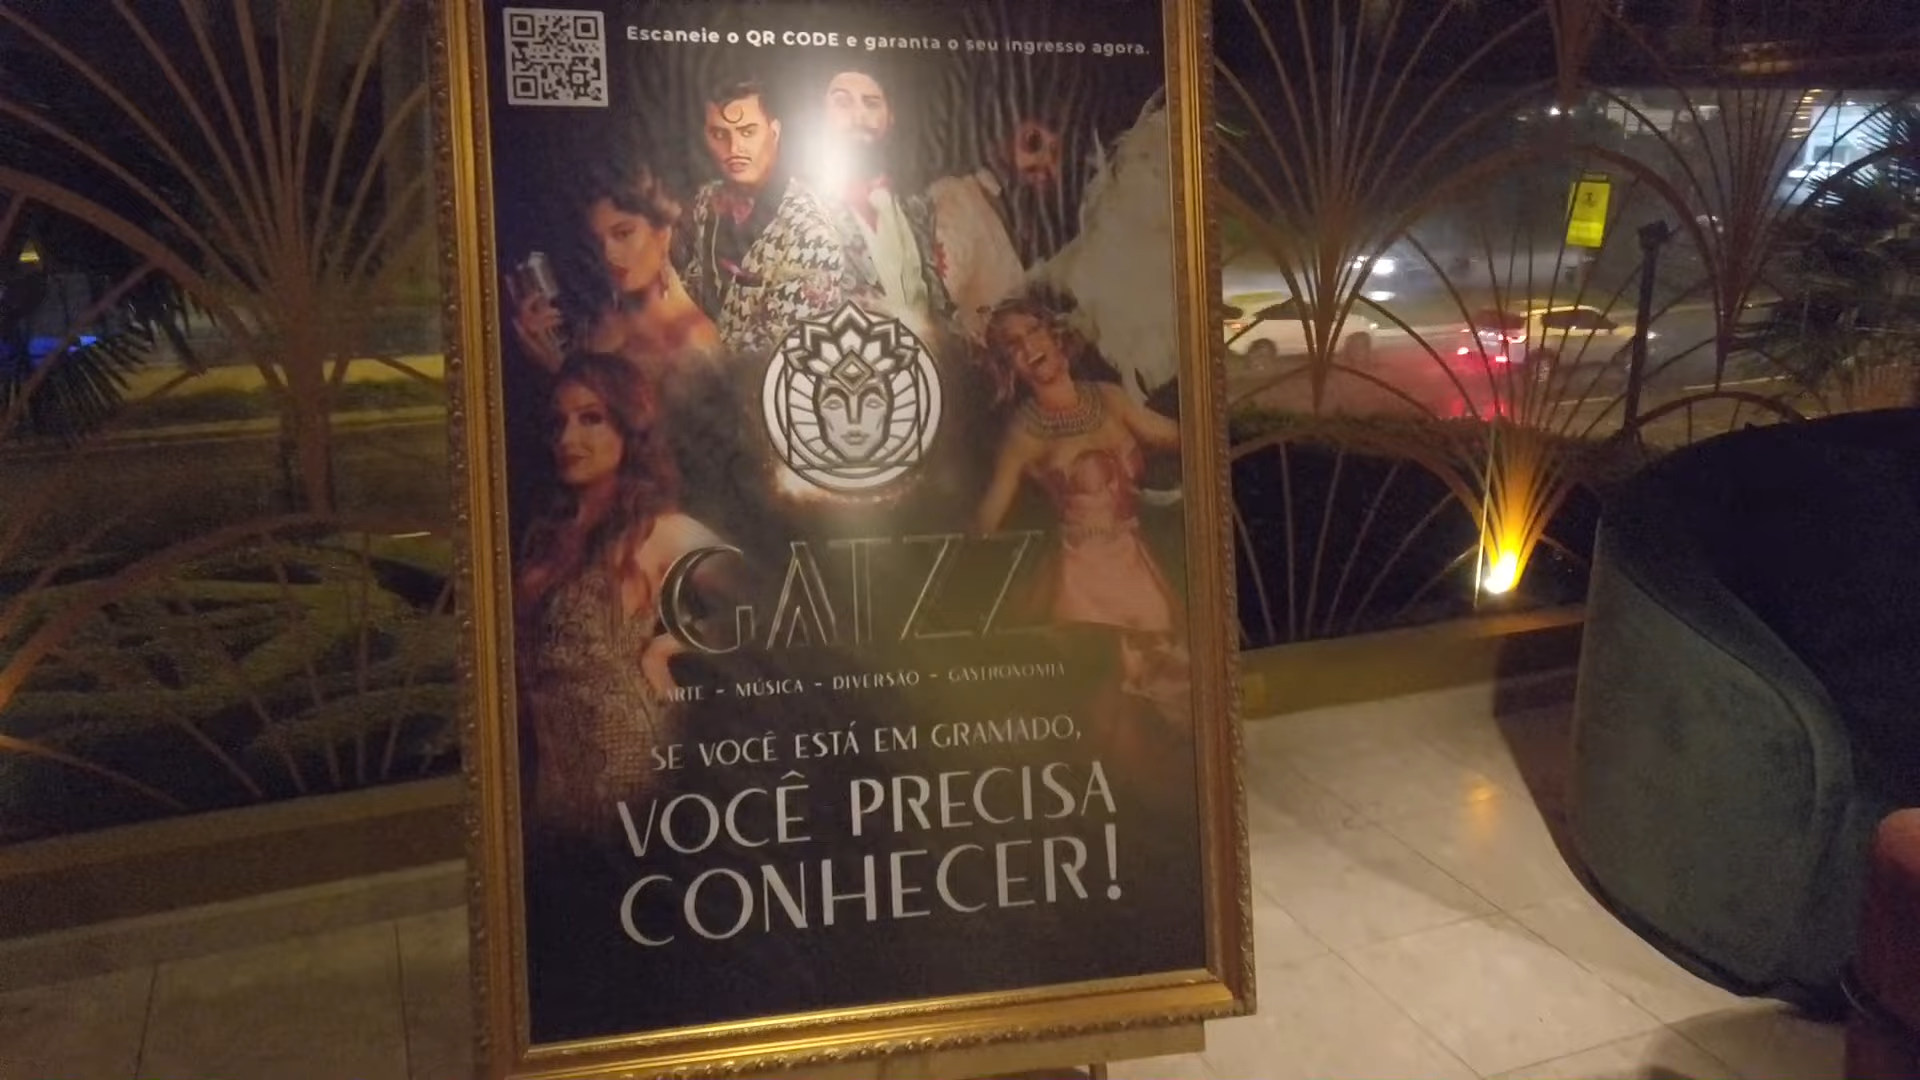 Escaneie o QR CODE e garanta o seu ingresso agora.
GATZZ
ARTE - MÚSICA - DIVERSÃO - GASTRONOMIA
SE VOCÊ ESTÁ EM GRAMADO,
VOCÊ PRECISA
CONHECER!